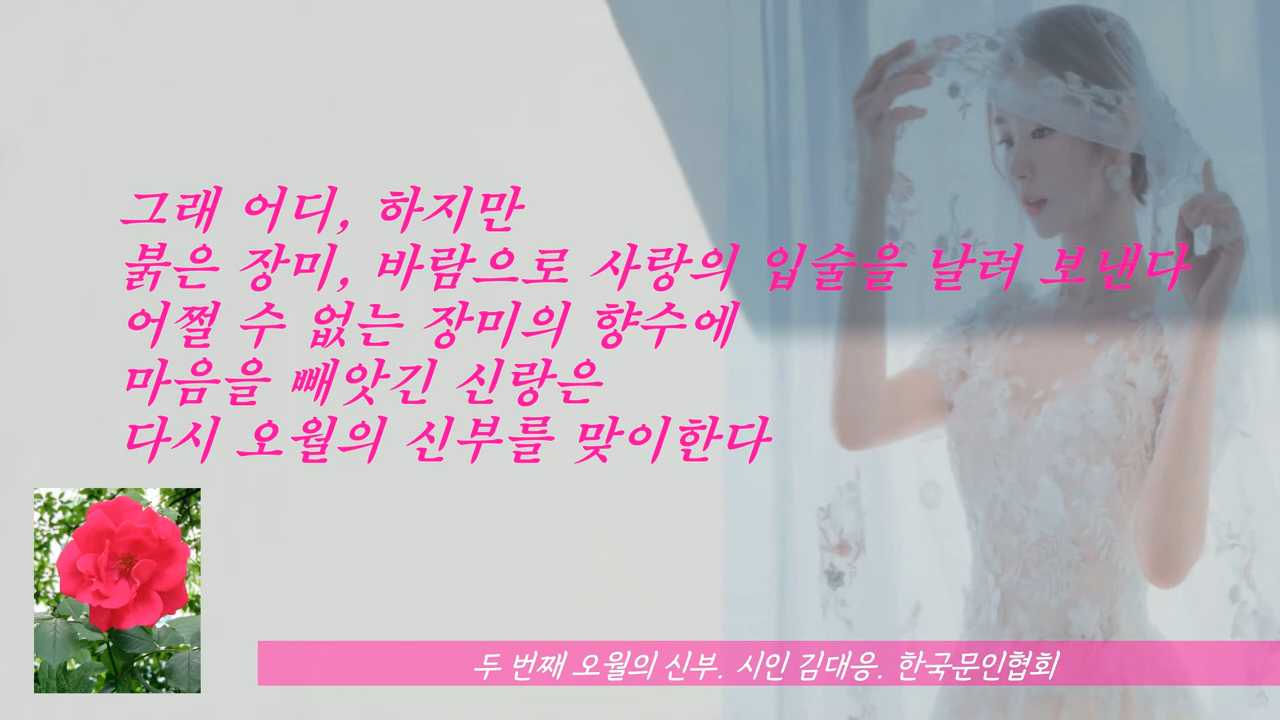 그래 어디, 하지만
붉은 장미, 바람으로 사랑의 입술을 날려 보낸다
어쩔 수 없는 장미의 향수에
마음을 빼앗긴 신랑은
다시 오월의 신부를 맞이한다
두 번째 오월의 신부. 시인 김대응. 한국문인협회